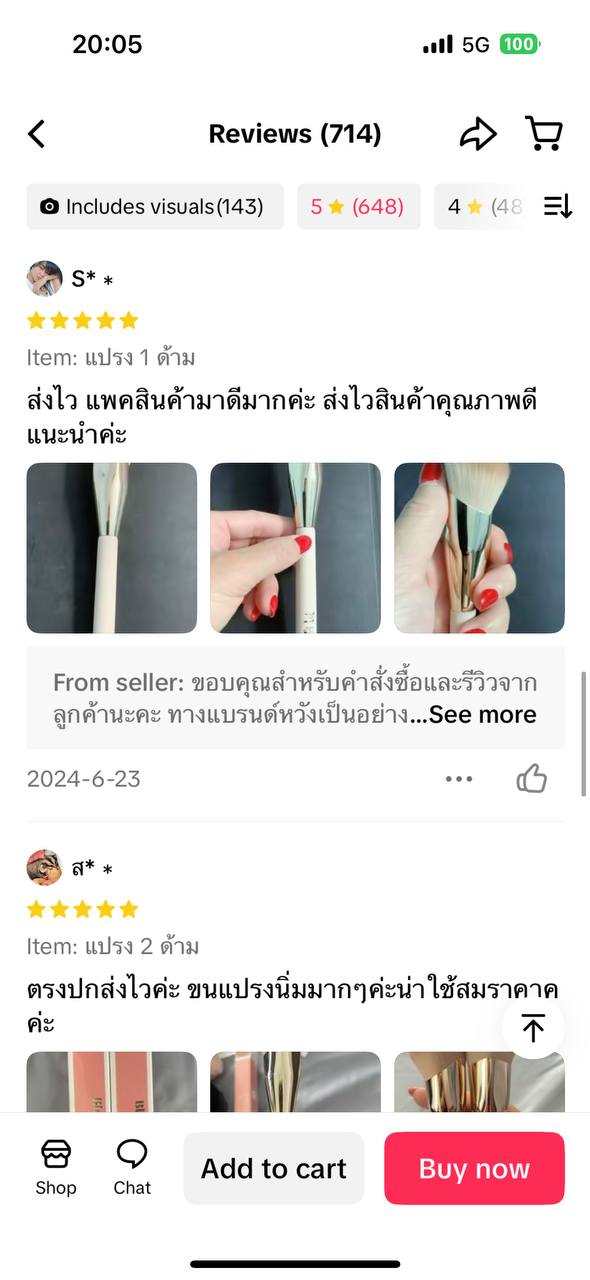 20:05
5G 100
Reviews (714)
Includes visuals(143)
5 (648)
4 (48
S* *
Item: แปรง 1 ด้าม
ส่งไว แพคสินค้ามาดีมากค่ะ ส่งไวสินค้าคุณภาพดี
แนะนำค่ะ
From seller: ขอบคุณสำหรับคำสั่งซื้อและรีวิวจาก
ลูกค้านะคะ ทางแบรนด์หวังเป็นอย่าง...See more
2024-6-23
ส* *
Item: แปรง 2 ด้าม
ตรงปกส่งไวค่ะ ขนแปรงนิ่มมากๆค่ะน่าใช้สมราคาค
ค่ะ
Shop
Chat
Add to cart
Buy now